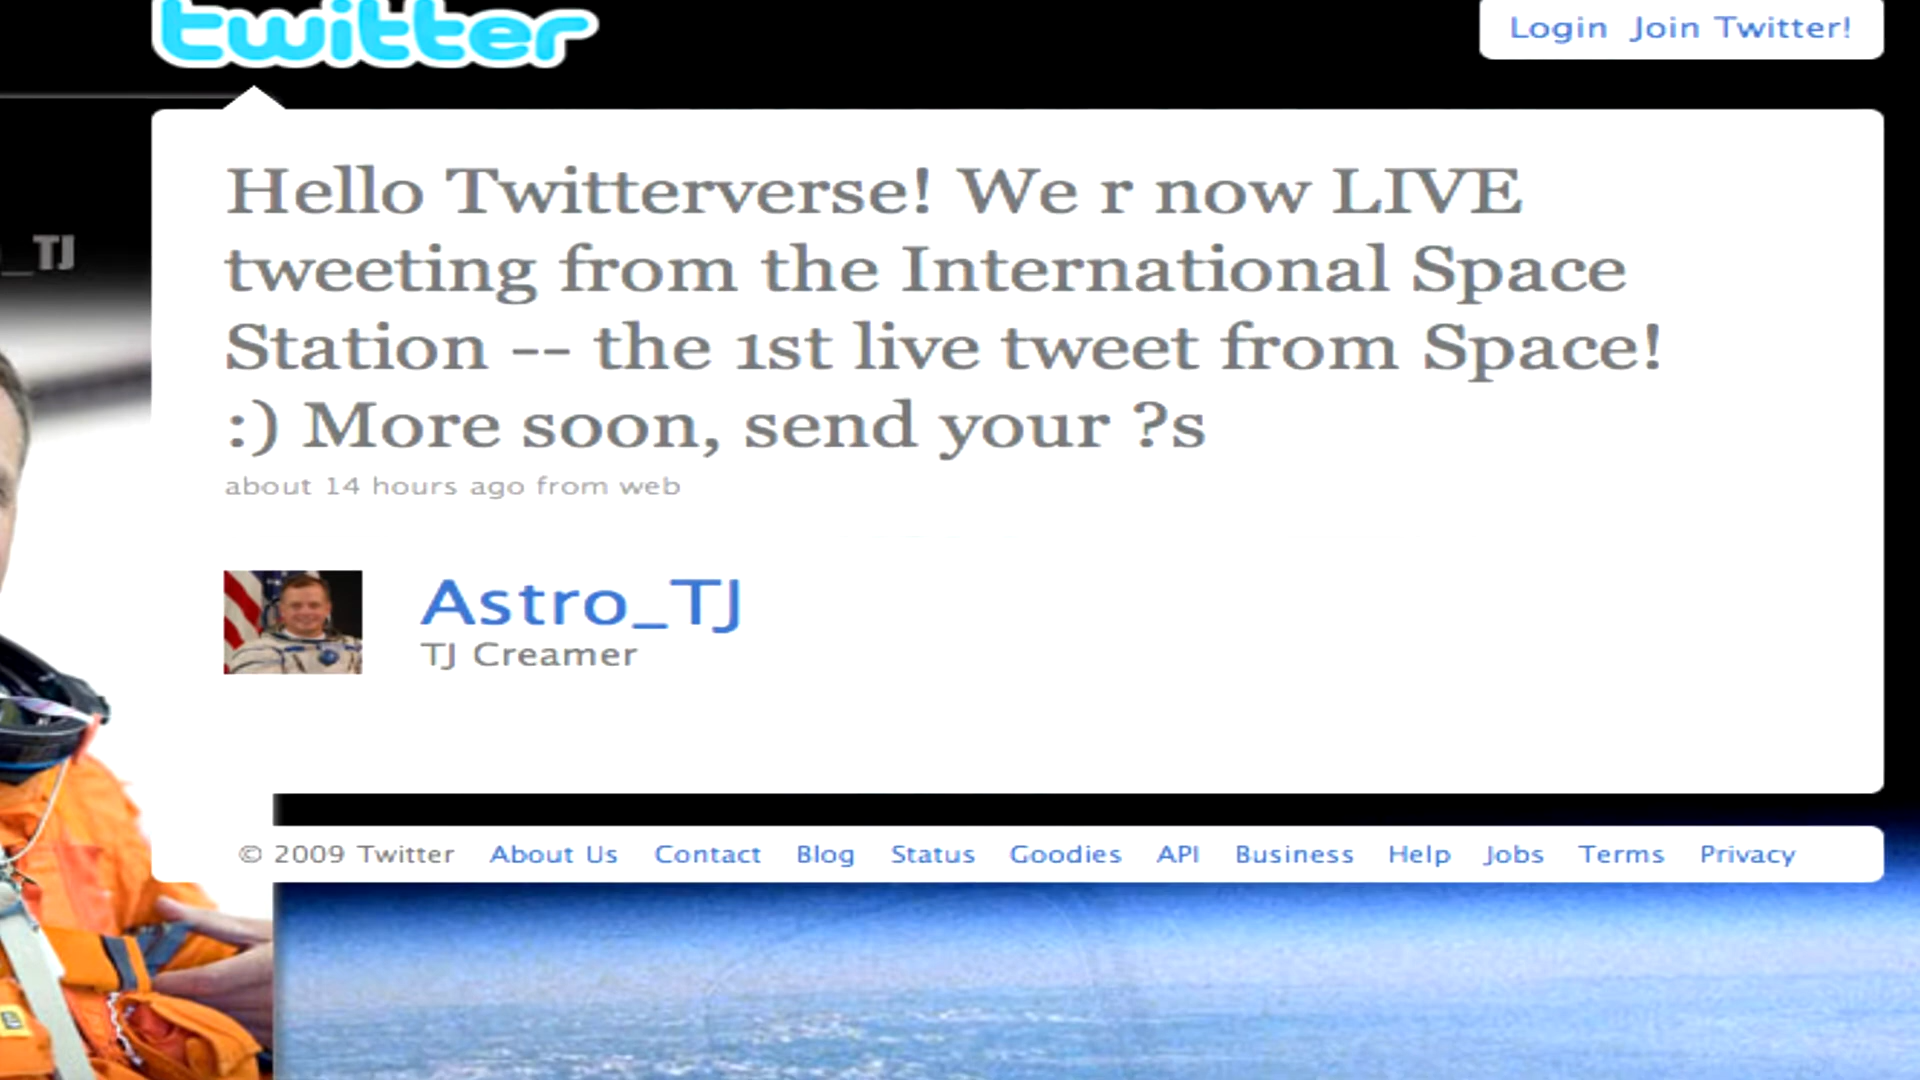 twitter
Login Join Twitter!
_TJ
Hello Twitterverse! We r now LIVE
tweeting from the International Space
Station -- the 1st live tweet from Space!
:) More soon, send your ?s
about 14 hours ago from web
Astro_TJ
TJ Creamer
© 2009 Twitter About Us Contact Blog Status Goodies API Business Help Jobs Terms Privacy